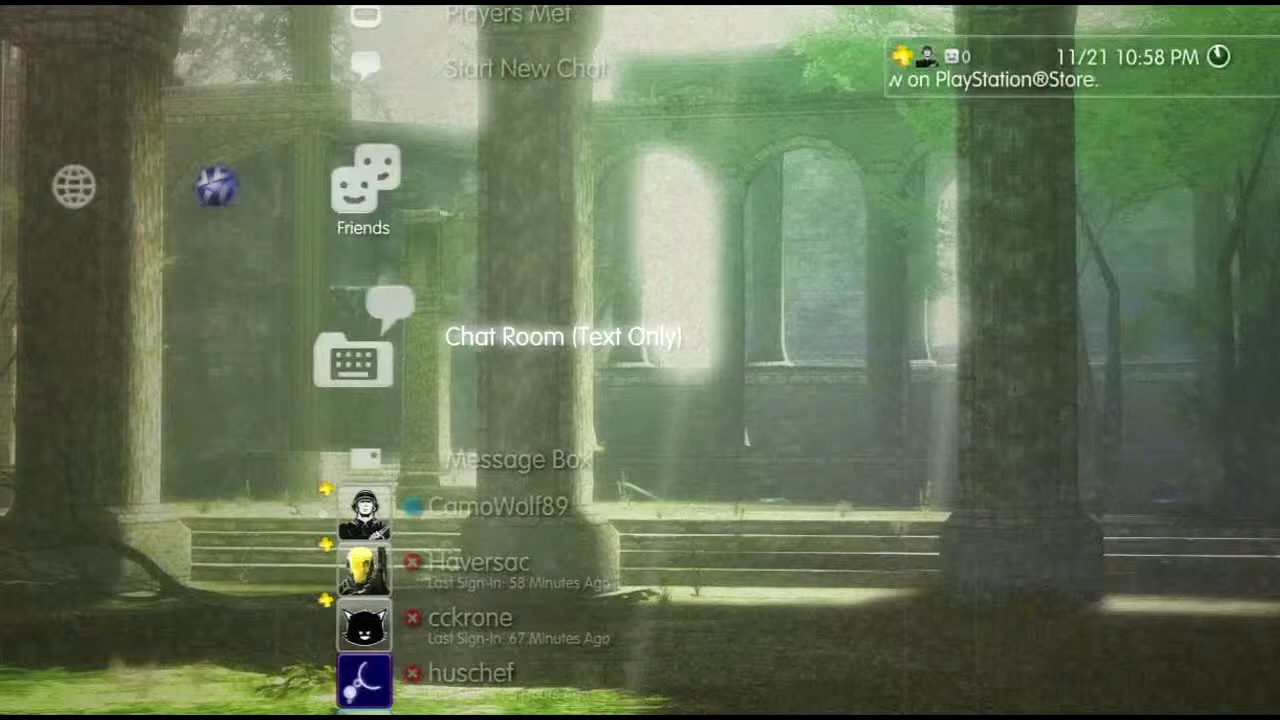 Players Met
Start New Chat
0 11/21 10:58 PM
w on PlayStation®Store.
Friends
Chat Room (Text Only)
Message Box
CamoWolf89
Haversac
Last Sign-In: 58 Minutes Ago
cckrone
Last Sign-In: 67 Minutes Ago
huschef